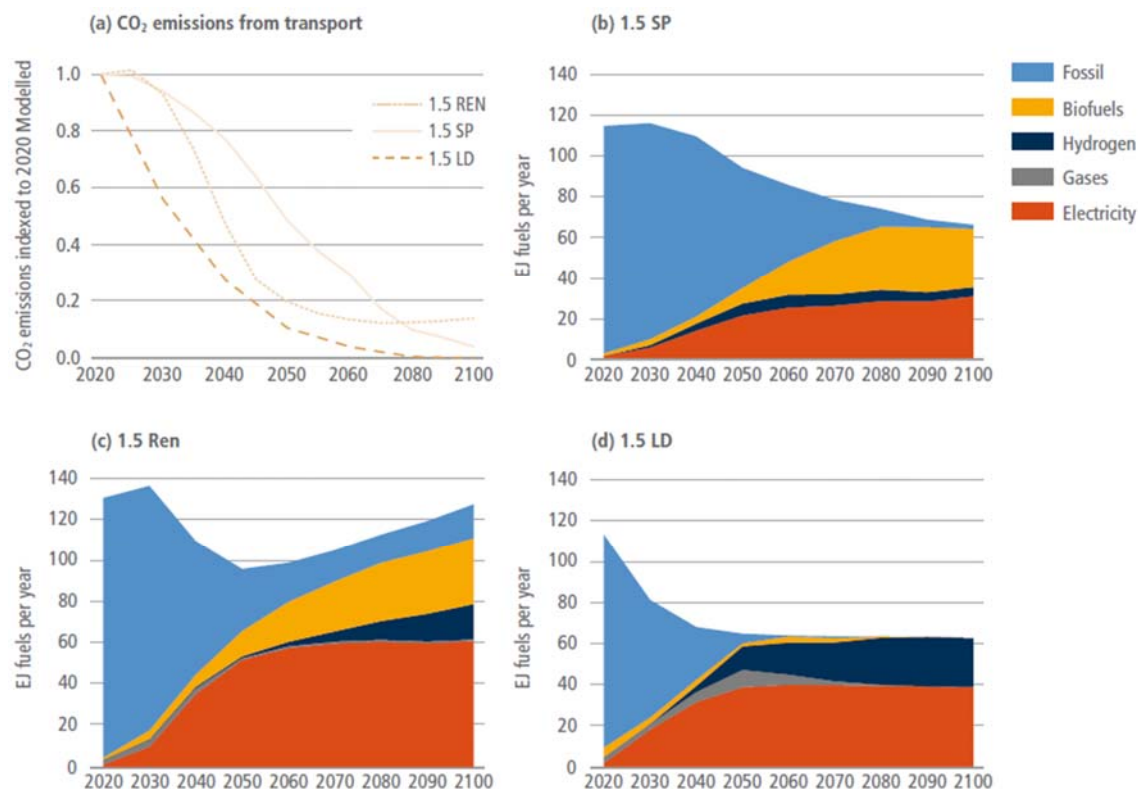 (a) CO₂ emissions from transport
CO₂ emissions indexed to 2020 Modelled
1.0
0.8
0.6
0.4
0.2
0.0
2020 2030 2040 2050 2060 2080 2100
1.5 REN
1.5 SP
1.5 LD
(b) 1.5 SP
EJ fuels per year
140
120
100
80
60
40
20
0
2020 2030 2040 2050 2060 2070 2080 2090 2100
Fossil
Biofuels
Hydrogen
Gases
Electricity
(c) 1.5 Ren
EJ fuels per year
140
120
100
80
60
40
20
0
2020 2030 2040 2050 2060 2070 2080 2090 2100
(d) 1.5 LD
EJ fuels per year
140
120
100
80
60
40
20
0
2020 2030 2040 2050 2060 2070 2080 2090 2100